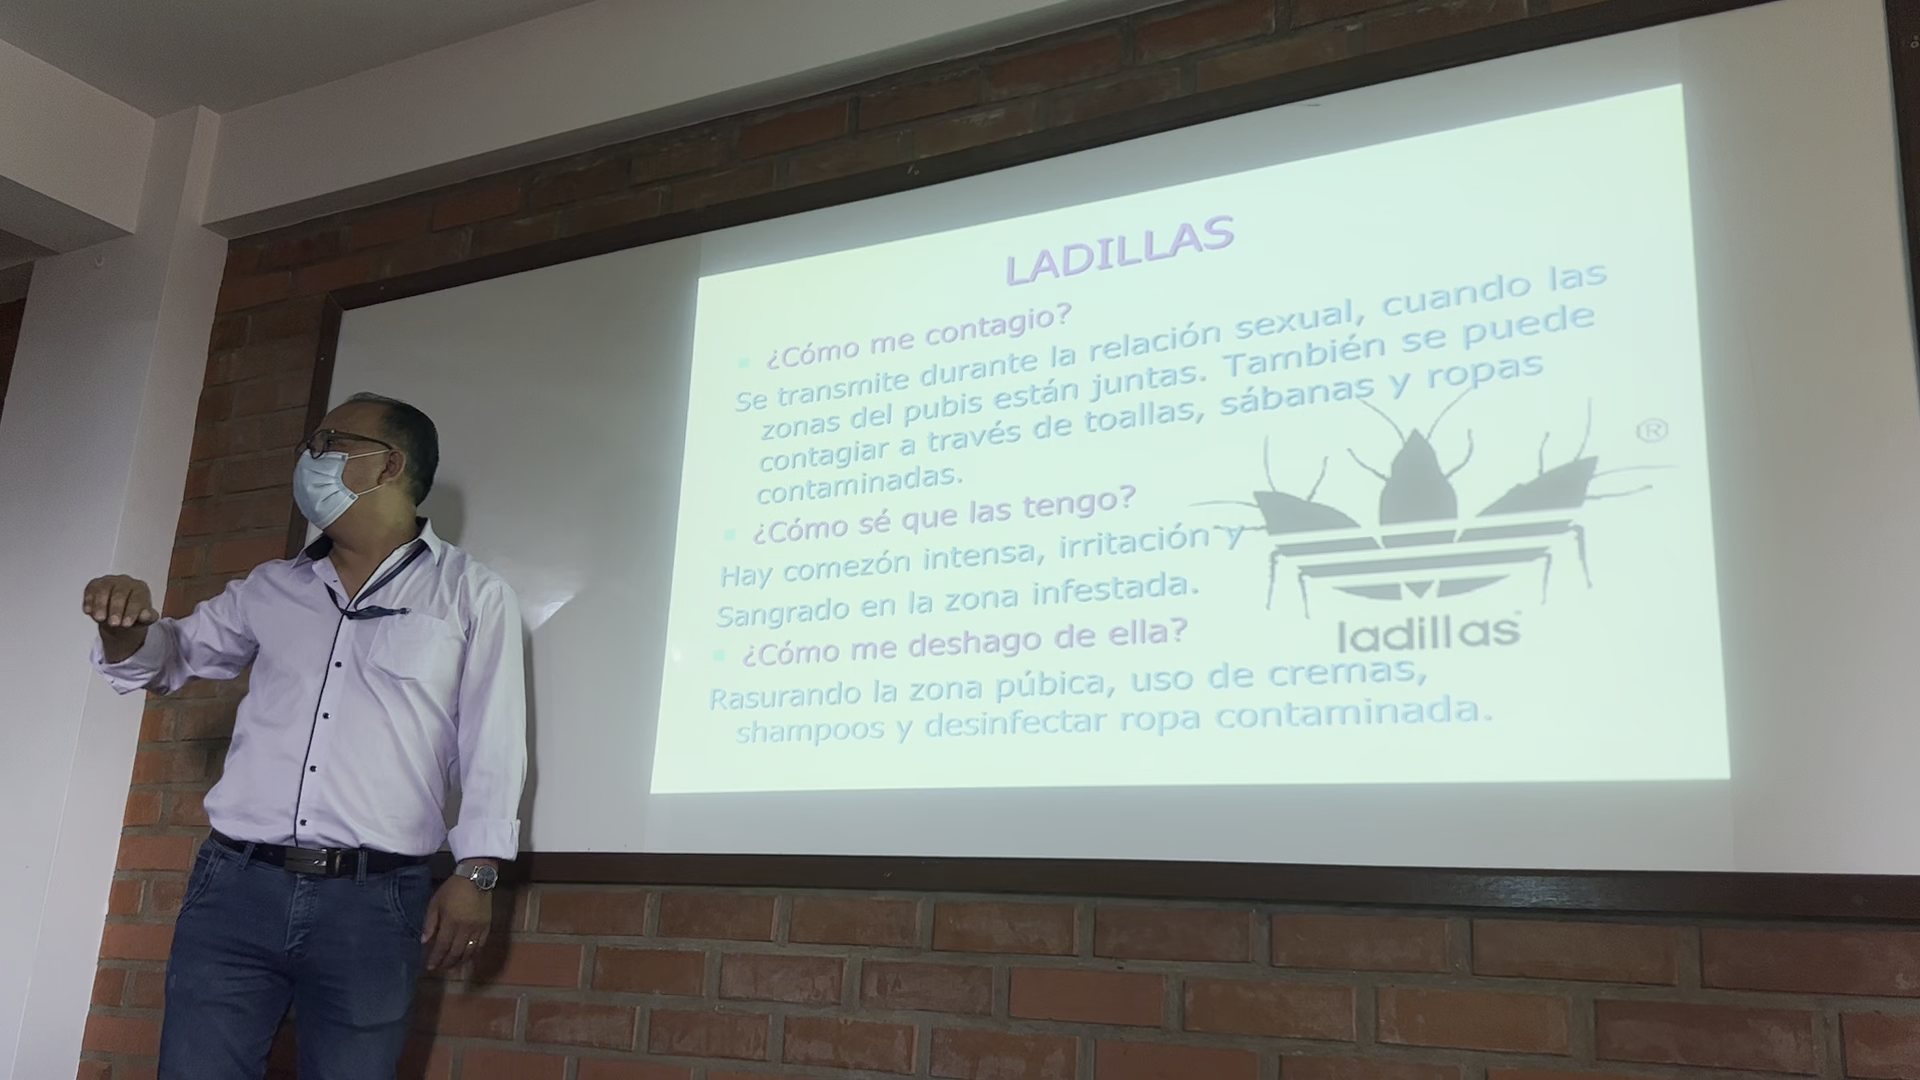 LADILLAS
¿Cómo me contagio?
Se transmite durante la relación sexual, cuando las
zonas del pubis están juntas. También se puede
contagiar a través de toallas, sábanas y ropas
contaminadas.
¿Cómo sé que las tengo?
Hay comezón intensa, irritación y
Sangrado en la zona infestada.
¿Cómo me deshago de ella?
Rasurando la zona púbica, uso de cremas,
shampoos y desinfectar ropa contaminada.
®
ladillas